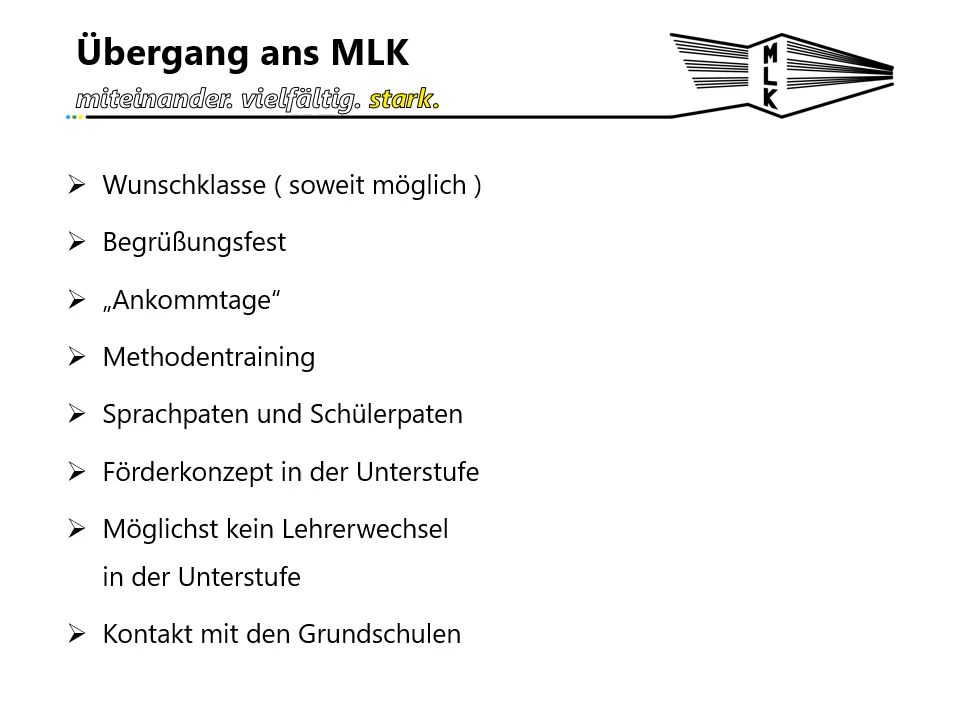 Übergang ans MLK
miteinander. vielfältig. stark.
MLK
➢ Wunschklasse ( soweit möglich )
➢ Begrüßungsfest
➢ „Ankommtage“
➢ Methodentraining
➢ Sprachpaten und Schülerpaten
➢ Förderkonzept in der Unterstufe
➢ Möglichst kein Lehrerwechsel
in der Unterstufe
➢ Kontakt mit den Grundschulen